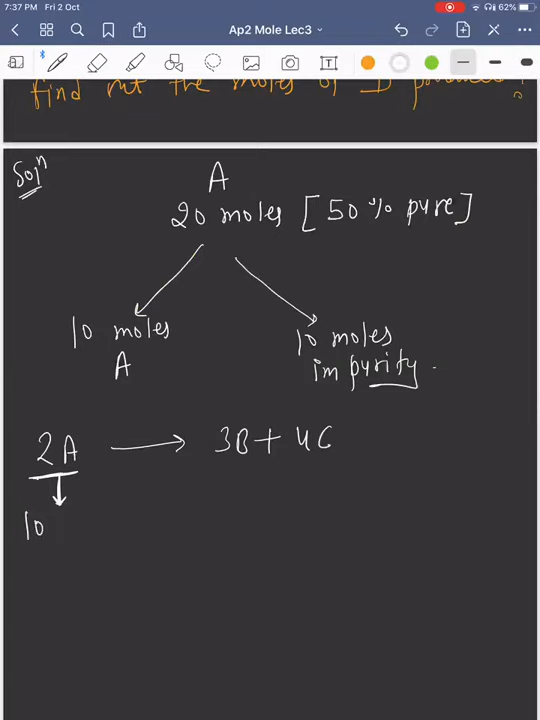 7:37 PM Fri 2 Oct
62%
Ap2 Mole Lec3
T
find out the moles of D produce?
Solⁿ
A
20 moles [50% pure]
10 moles
A
10 moles
impurity.
2A → 3B + 4C
10